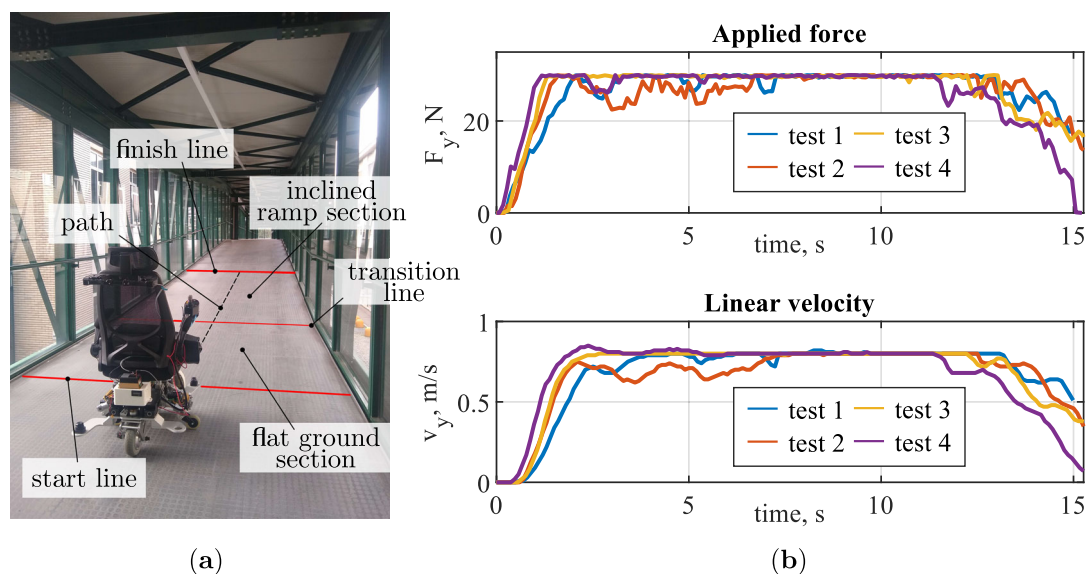 finish line
inclined
ramp section
path
transition
line
flat ground
section
start line
(a)
Applied force
F_y, N
20
0
test 1
test 3
test 2
test 4
0
5
10
15
time, s
Linear velocity
v_y, m/s
1
0.5
0
test 1
test 3
test 2
test 4
0
5
10
15
time, s
(b)